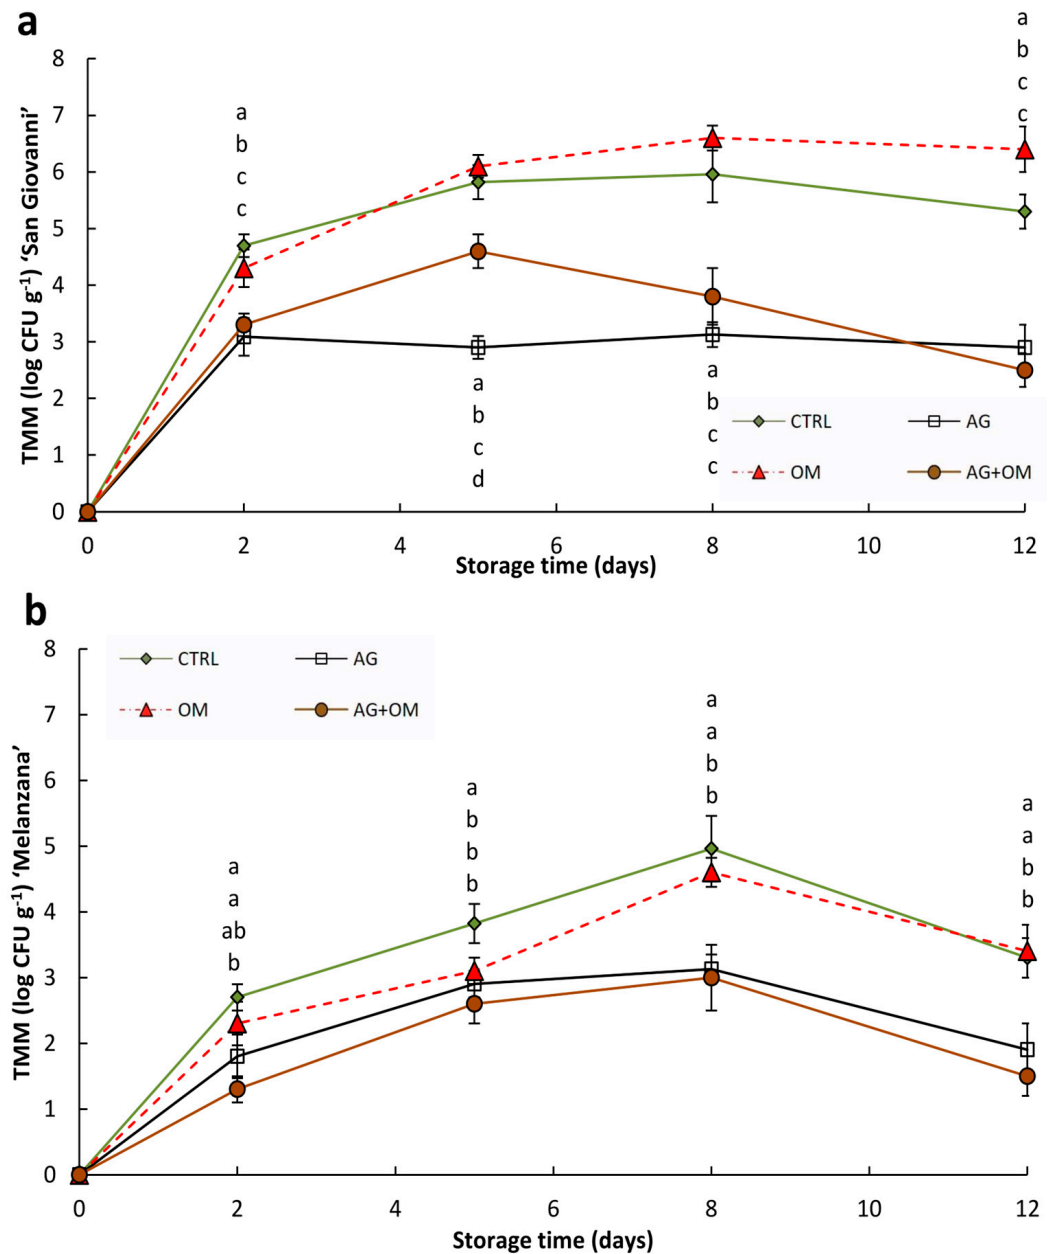 a
TMM (log CFU g⁻¹) ‘San Giovanni’
8
7
6
5
4
3
2
1
0
a
b
c
c
a
b
c
d
a
b
c
c
a
b
c
c
CTRL
AG
OM
AG+OM
0
2
4
6
8
10
12
Storage time (days)
b
TMM (log CFU g⁻¹) ‘Melanzana’
8
7
6
5
4
3
2
1
0
CTRL
AG
OM
AG+OM
a
a
ab
b
a
b
b
b
a
a
b
b
a
a
b
b
0
2
4
6
8
10
12
Storage time (days)